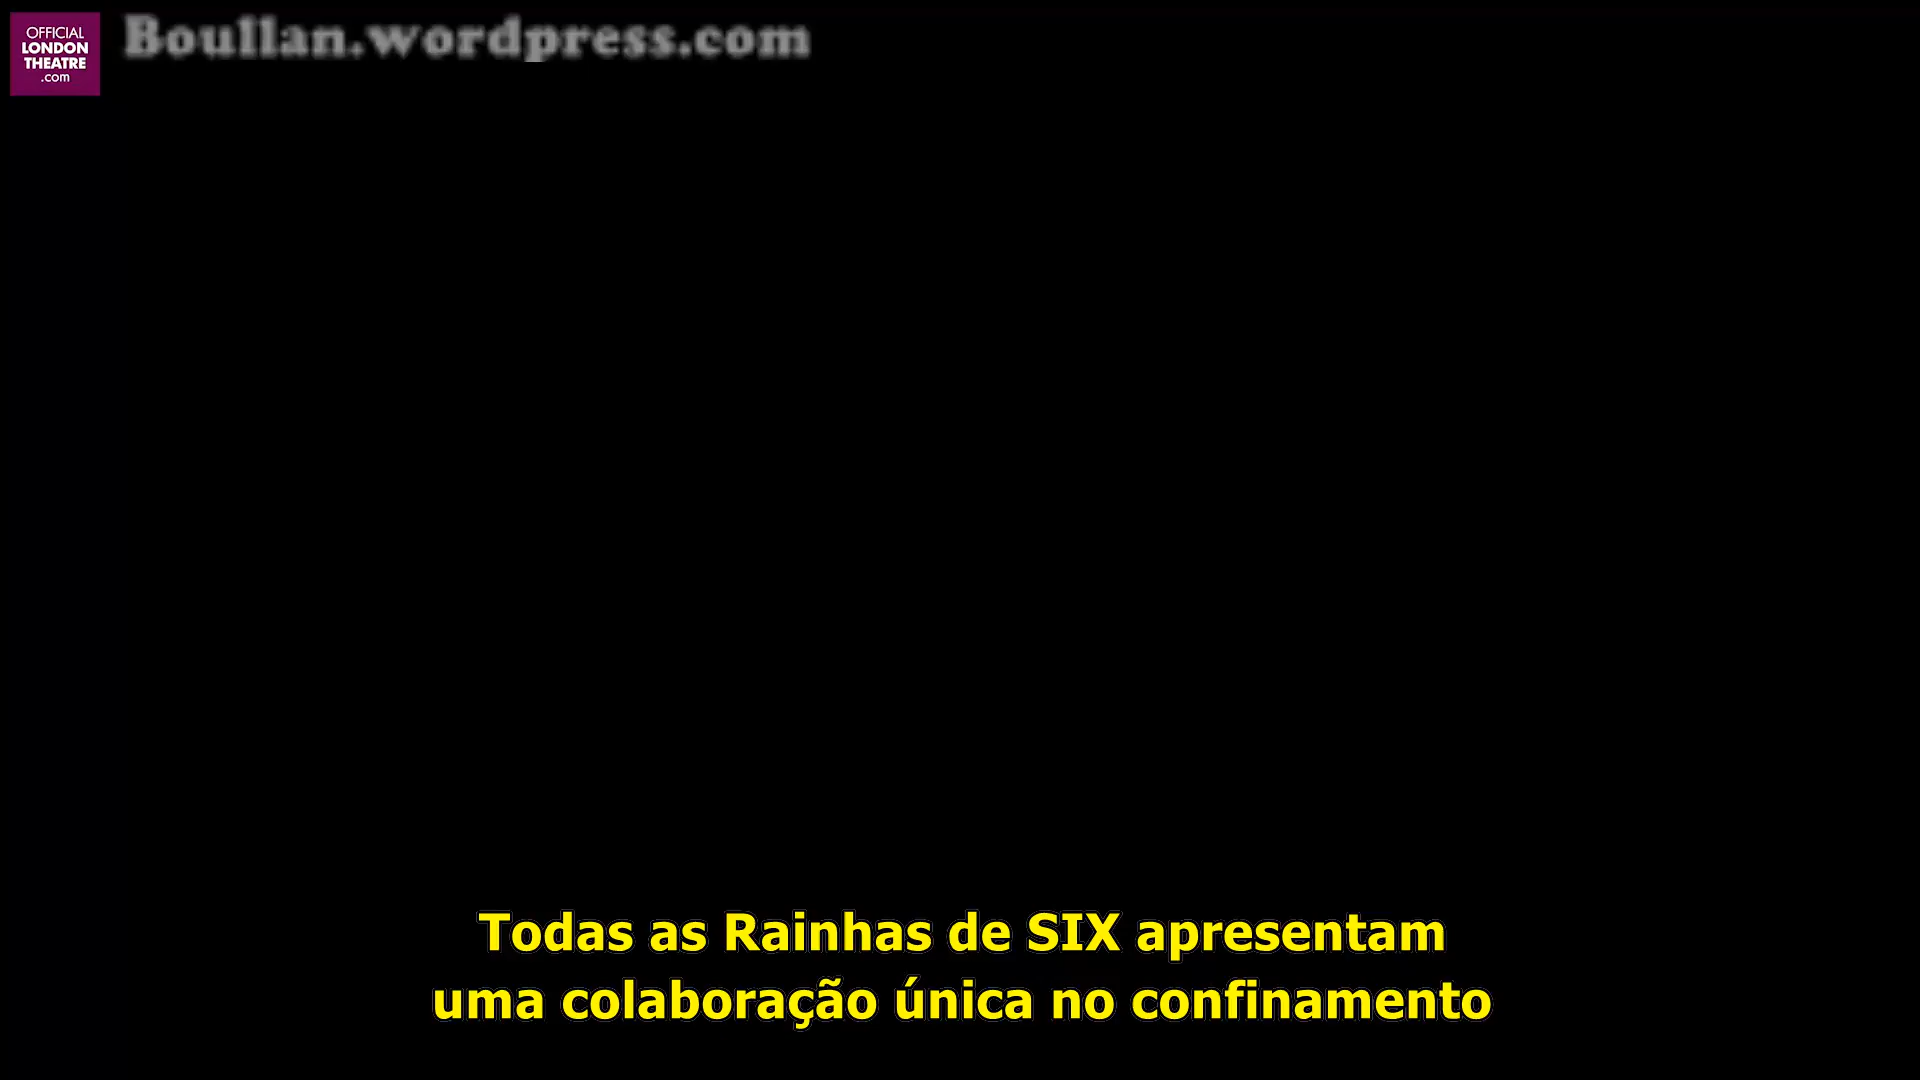 OFFICIAL
LONDON
THEATRE
.com
Boullan.wordpress.com
Todas as Rainhas de SIX apresentam
uma colaboração única no confinamento